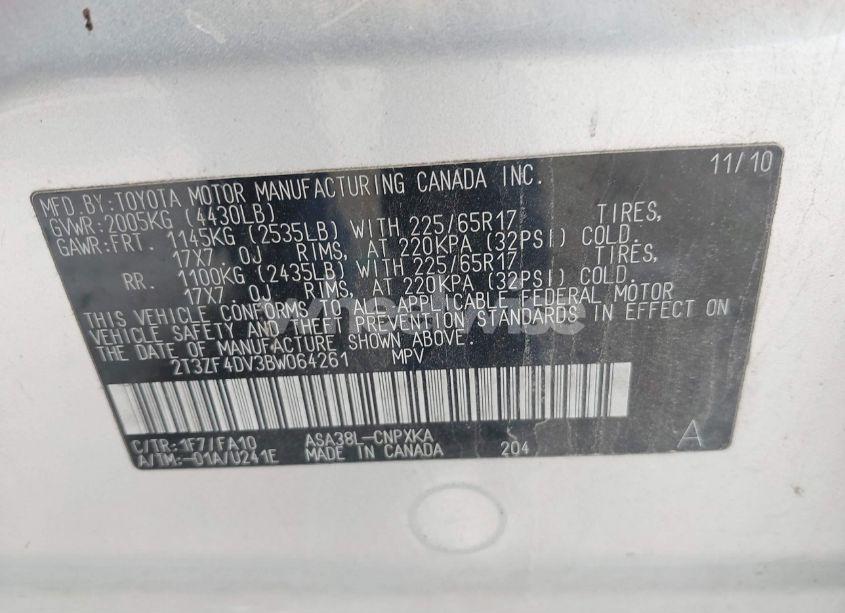 MFD.BY:TOYOTA MOTOR MANUFACTURING CANADA INC. 11/10
GVWR:2005KG (4430LB)
GAWR:FRT. 1145KG (2535LB) WITH 225/65R17 TIRES,
17X7 .0J RIMS, AT 220KPA (32PSI) COLD.
RR. 1100KG (2435LB) WITH 225/65R17 TIRES,
17X7 .0J RIMS, AT 220KPA (32PSI) COLD.
THIS VEHICLE CONFORMS TO ALL APPLICABLE FEDERAL MOTOR
VEHICLE SAFETY AND THEFT PREVENTION STANDARDS IN EFFECT ON
THE DATE OF MANUFACTURE SHOWN ABOVE.
2T3ZF4DV3BW064261 MPV
C/TR:1F7/FA10 ASA38L-CNPXKA A
A/TM:-01A/U241E MADE IN CANADA 204